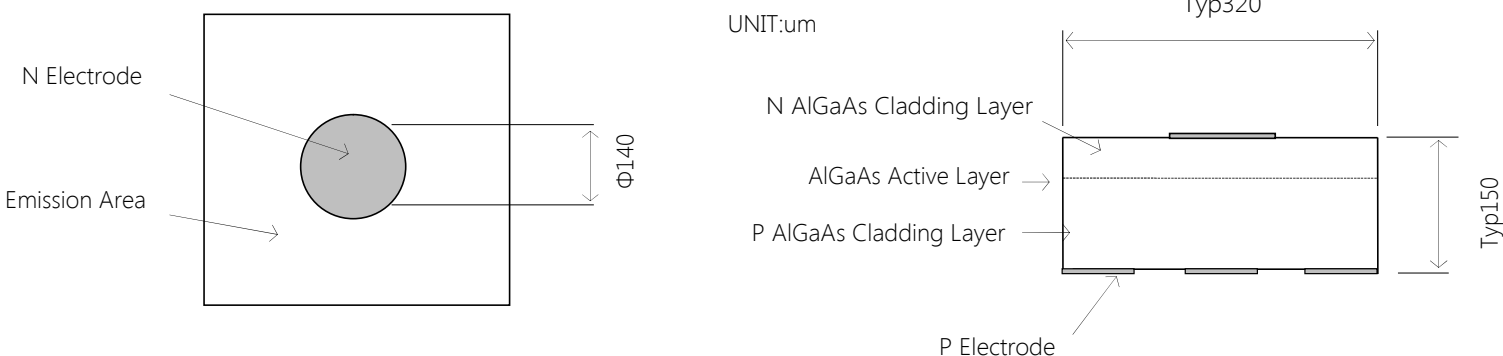 Typ320
UNIT:um
N Electrode
Φ140
Emission Area
N AlGaAs Cladding Layer
AlGaAs Active Layer
P AlGaAs Cladding Layer
Typ150
P Electrode